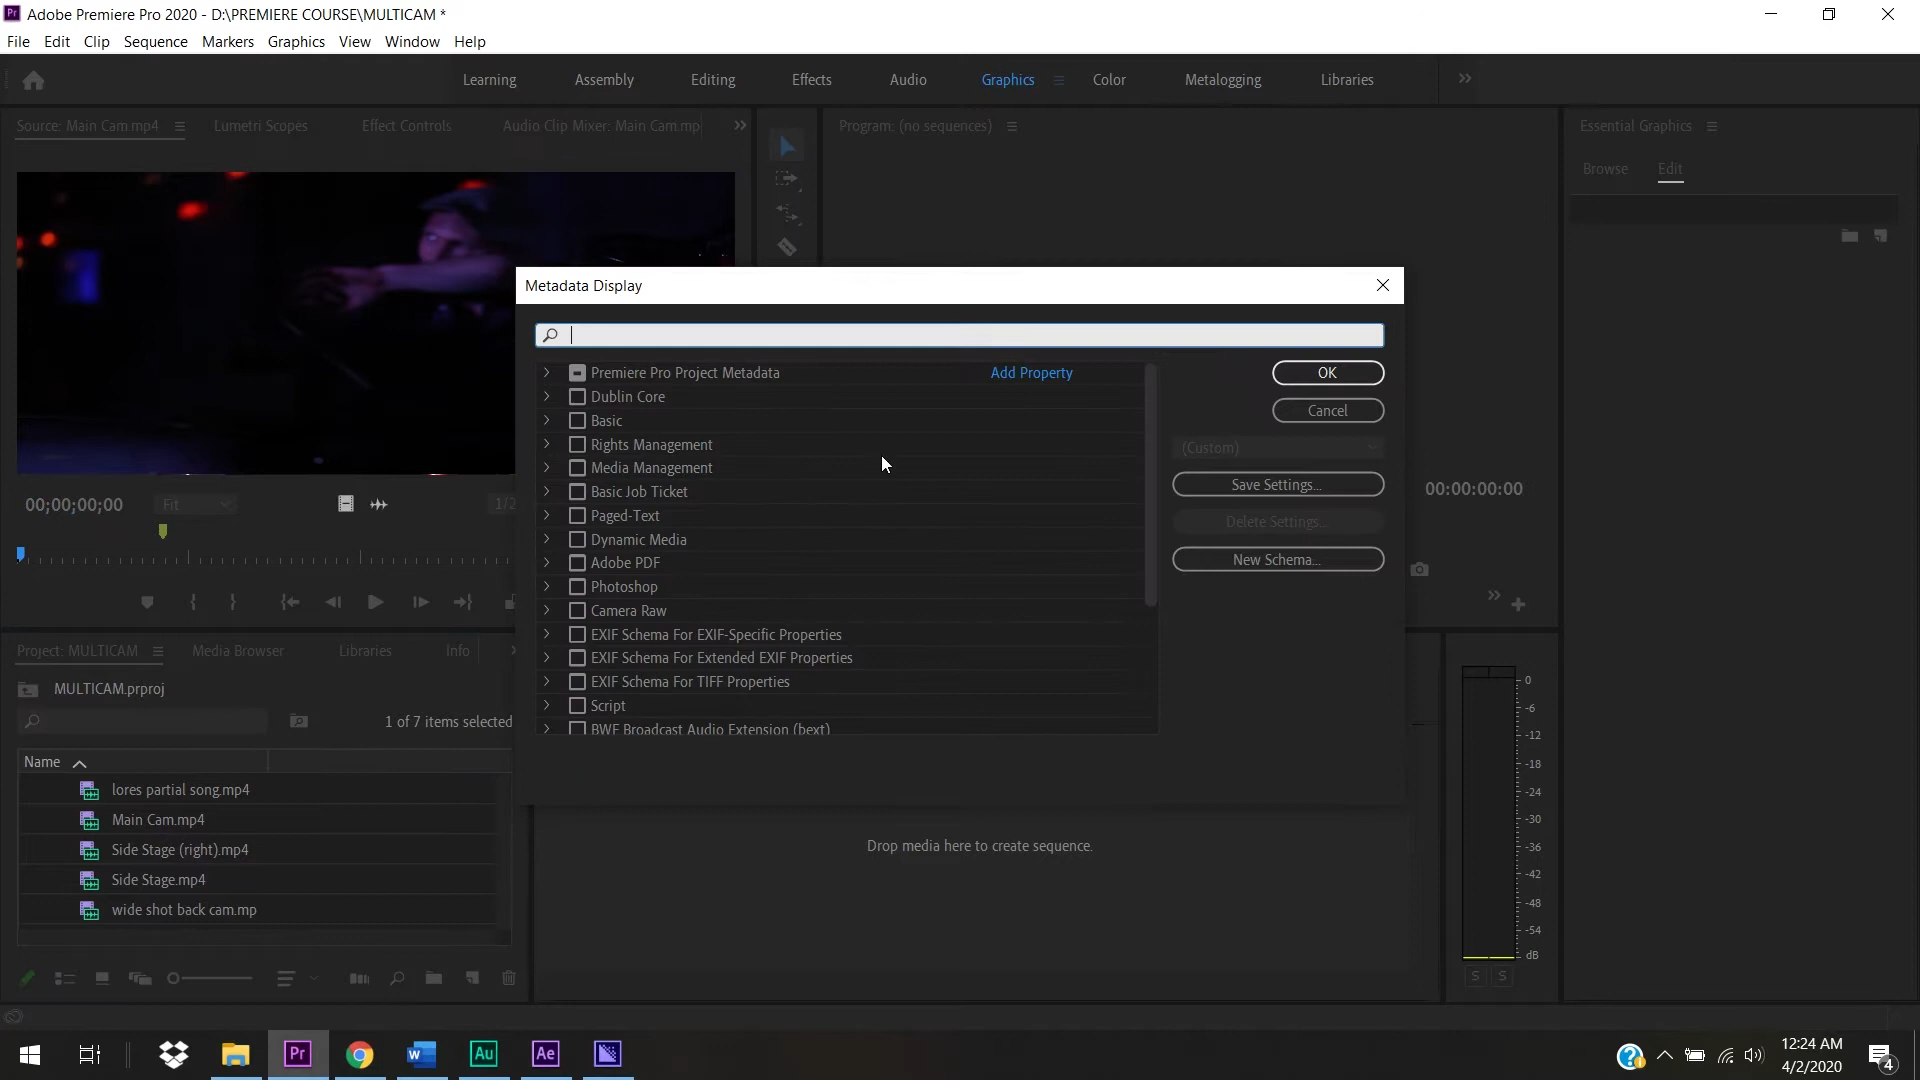 Pr Adobe Premiere Pro 2020 - D:\PREMIERE COURSE\MULTICAM *
File Edit Clip Sequence Markers Graphics View Window Help
Learning Assembly Editing Effects Audio Graphics Color Metalogging Libraries
Source: Main Cam.mp4 Lumetri Scopes Effect Controls Audio Clip Mixer: Main Cam.mp Program: (no sequences) Essential Graphics
Browse Edit
Metadata Display
Premiere Pro Project Metadata Add Property OK
Dublin Core
Cancel
Basic
Rights Management
(Custom)
Media Management
Save Settings...
Basic Job Ticket
00:00:00:00
00;00;00;00 Fit 1/2
Paged-Text
Delete Settings...
Dynamic Media
Adobe PDF
New Schema...
Photoshop
Camera Raw
EXIF Schema For EXIF-Specific Properties
EXIF Schema For Extended EXIF Properties
EXIF Schema For TIFF Properties
Script
BWF Broadcast Audio Extension (bext)
Project: MULTICAM Media Browser Libraries Info
MULTICAM.prproj
1 of 7 items selected
Name
lores partial song.mp4
Main Cam.mp4
Side Stage (right).mp4
Side Stage.mp4
wide shot back cam.mp
Drop media here to create sequence.
0
-6
-12
-18
-24
-30
-36
-42
-48
-54
dB
S S
Pr W Au Ae
12:24 AM
4/2/2020
4